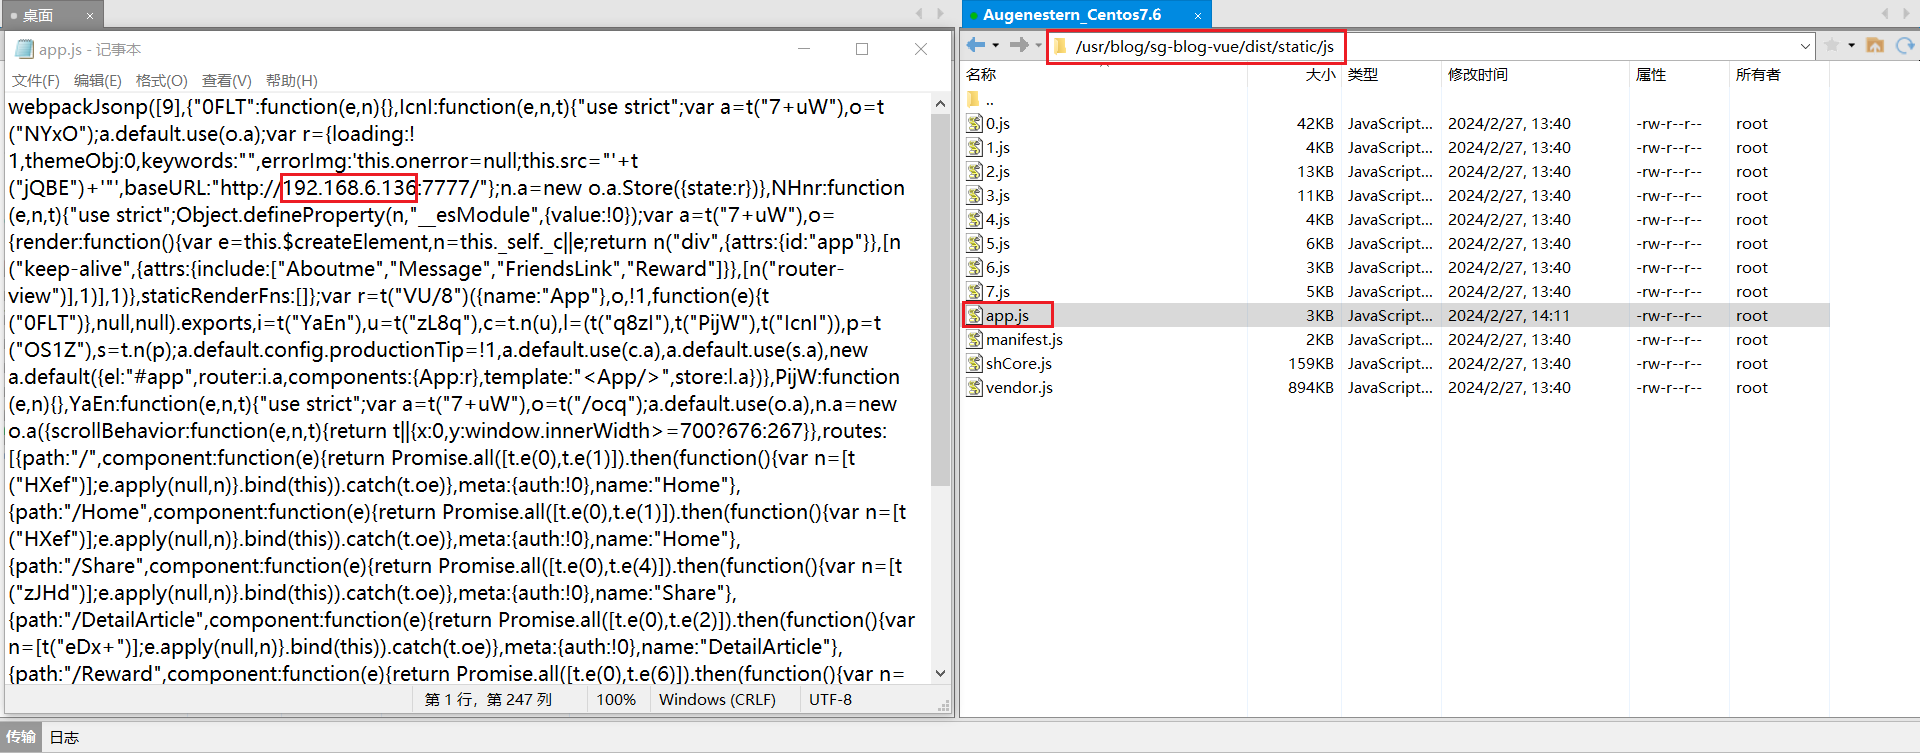 桌面
×
app.js - 记事本
文件(F) 编辑(E) 格式(O) 查看(V) 帮助(H)
webpackJsonp([9],{"0FLT":function(e,n){},IcnI:function(e,n,t){"use strict";var a=t("7+uW"),o=t
("NYxO");a.default.use(o.a);var r={loading:!
1,themeObj:0,keywords:"",errorImg:'this.onerror=null;this.src="'+t
("jQBE")+'"',baseURL:"http://192.168.6.136:7777/"};n.a=new o.a.Store({state:r})},NHnr:function
(e,n,t){"use strict";Object.defineProperty(n,"__esModule",{value:!0});var a=t("7+uW"),o=
{render:function(){var e=this.$createElement,n=this._self._c||e;return n("div",{attrs:{id:"app"}},[n
("keep-alive",{attrs:{include:["Aboutme","Message","FriendsLink","Reward"]}},[n("router-
view")],1)],1)},staticRenderFns:[]};var r=t("VU/8")({name:"App"},o,!1,function(e){t
("0FLT")},null,null).exports,i=t("YaEn"),u=t("zL8q"),c=t.n(u),l=(t("q8zI"),t("PijW"),t("IcnI")),p=t
("OS1Z"),s=t.n(p);a.default.config.productionTip=!1,a.default.use(c.a),a.default.use(s.a),new
a.default({el:"#app",router:i.a,components:{App:r},template:"<App/>",store:l.a})},PijW:function
(e,n){},YaEn:function(e,n,t){"use strict";var a=t("7+uW"),o=t("/ocq");a.default.use(o.a),n.a=new
o.a({scrollBehavior:function(e,n,t){return t||{x:0,y:window.innerWidth>=700?676:267}},routes:
[{path:"/",component:function(e){return Promise.all([t.e(0),t.e(1)]).then(function(){var n=[t
("HXef")];e.apply(null,n)}.bind(this)).catch(t.oe)},meta:{auth:!0},name:"Home"},
{path:"/Home",component:function(e){return Promise.all([t.e(0),t.e(1)]).then(function(){var n=[t
("HXef")];e.apply(null,n)}.bind(this)).catch(t.oe)},meta:{auth:!0},name:"Home"},
{path:"/Share",component:function(e){return Promise.all([t.e(0),t.e(4)]).then(function(){var n=[t
("zJHd")];e.apply(null,n)}.bind(this)).catch(t.oe)},meta:{auth:!0},name:"Share"},
{path:"/DetailArticle",component:function(e){return Promise.all([t.e(0),t.e(2)]).then(function(){var
n=[t("eDx+")];e.apply(null,n)}.bind(this)).catch(t.oe)},meta:{auth:!0},name:"DetailArticle"},
{path:"/Reward",component:function(e){return Promise.all([t.e(0),t.e(6)]).then(function(){var n=
第 1 行，第 247 列 100% Windows (CRLF) UTF-8
传输 日志
Augenestern_Centos7.6 ×
/usr/blog/sg-blog-vue/dist/static/js
名称 大小 类型 修改时间 属性 所有者
..
0.js 42KB JavaScript... 2024/2/27, 13:40 -rw-r--r-- root
1.js 4KB JavaScript... 2024/2/27, 13:40 -rw-r--r-- root
2.js 13KB JavaScript... 2024/2/27, 13:40 -rw-r--r-- root
3.js 11KB JavaScript... 2024/2/27, 13:40 -rw-r--r-- root
4.js 4KB JavaScript... 2024/2/27, 13:40 -rw-r--r-- root
5.js 6KB JavaScript... 2024/2/27, 13:40 -rw-r--r-- root
6.js 3KB JavaScript... 2024/2/27, 13:40 -rw-r--r-- root
7.js 5KB JavaScript... 2024/2/27, 13:40 -rw-r--r-- root
app.js 3KB JavaScript... 2024/2/27, 14:11 -rw-r--r-- root
manifest.js 2KB JavaScript... 2024/2/27, 13:40 -rw-r--r-- root
shCore.js 159KB JavaScript... 2024/2/27, 13:40 -rw-r--r-- root
vendor.js 894KB JavaScript... 2024/2/27, 13:40 -rw-r--r-- root